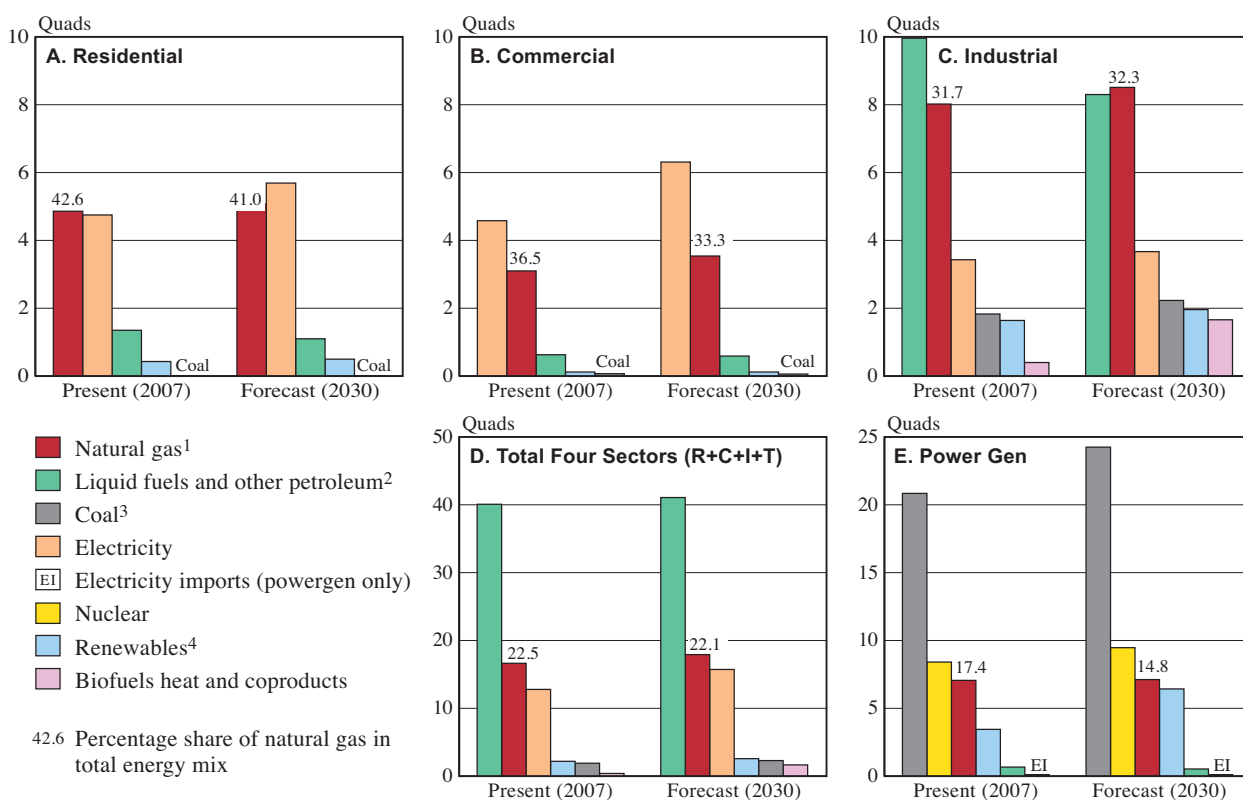 Quads
A. Residential
10
8
6
4
2
0
42.6
41.0
Coal
Coal
Present (2007)
Forecast (2030)
Quads
B. Commercial
10
8
6
4
2
0
36.5
33.3
Coal
Coal
Present (2007)
Forecast (2030)
Quads
C. Industrial
10
8
6
4
2
0
31.7
32.3
Present (2007)
Forecast (2030)
Natural gas1
Liquid fuels and other petroleum2
Coal3
Electricity
EI Electricity imports (powergen only)
Nuclear
Renewables4
Biofuels heat and coproducts
42.6 Percentage share of natural gas in
total energy mix
Quads
D. Total Four Sectors (R+C+I+T)
50
40
30
20
10
0
22.5
22.1
Present (2007)
Forecast (2030)
Quads
E. Power Gen
25
20
15
10
5
0
17.4
14.8
EI
EI
Present (2007)
Forecast (2030)